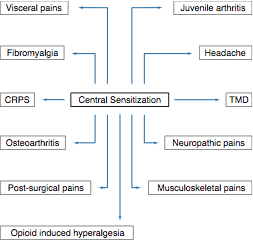 Visceral pains
Juvenile arthritis
Fibromyalgia
Headache
CRPS
Central Sensitization
TMD
Osteoarthritis
Neuropathic pains
Post-surgical pains
Musculoskeletal pains
Opioid induced hyperalgesia